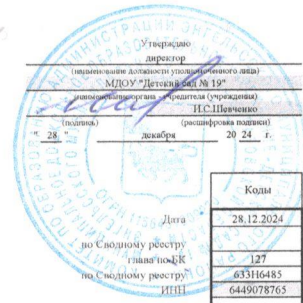 Утверждаю
директор
(наименование должности уполномоченного лица)
МДОУ "Детский сад № 19"
(наименование органа - учредителя (учреждения)
И.С.Шевченко
(подпись) (расшифровка подписи)
" 28 " декабря 20 24 г.
Коды
Дата 28.12.2024
по Сводному реестру
глава по БК 127
по Сводному реестру 633Н6485
ИНН 6449078765